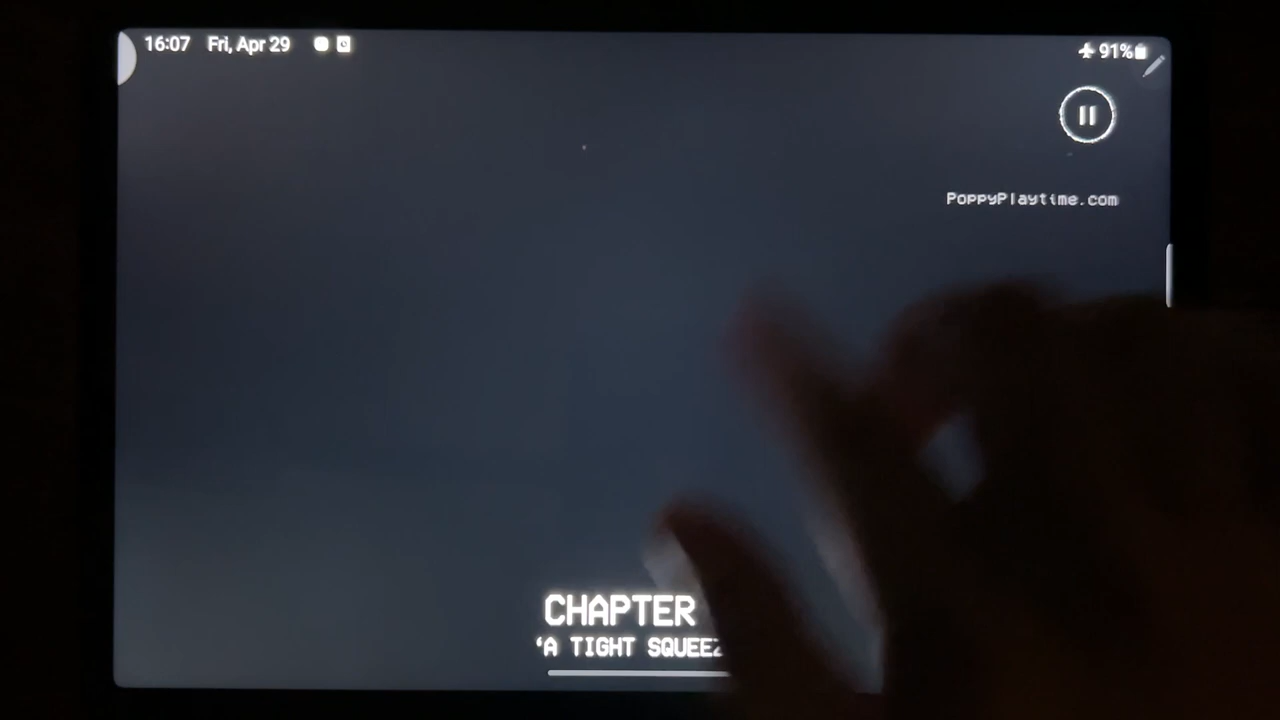 16:07 Fri, Apr 29
91%
PoppyPlaytime.com
CHAPTER
‘A TIGHT SQUEEZ